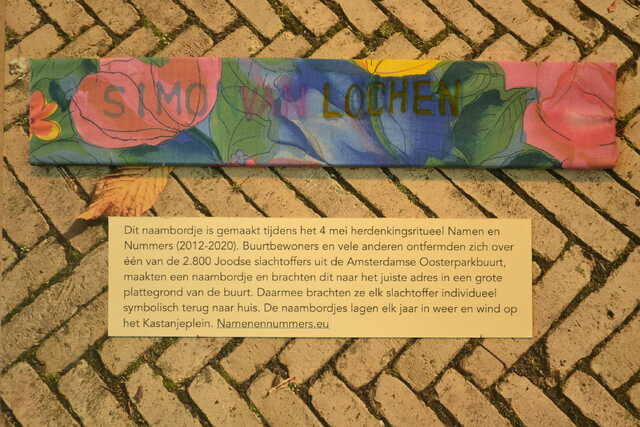 SIMO VAN LOCHEN
Dit naambordje is gemaakt tijdens het 4 mei herdenkingsritueel Namen en
Nummers (2012-2020). Buurtbewoners en vele anderen ontfermden zich over
één van de 2.800 Joodse slachtoffers uit de Amsterdamse Oosterparkbuurt,
maakten een naambordje en brachten dit naar het juiste adres in een grote
plattegrond van de buurt. Daarmee brachten ze elk slachtoffer individueel
symbolisch terug naar huis. De naambordjes lagen elk jaar in weer en wind op
het Kastanjeplein. Namenennummers.eu